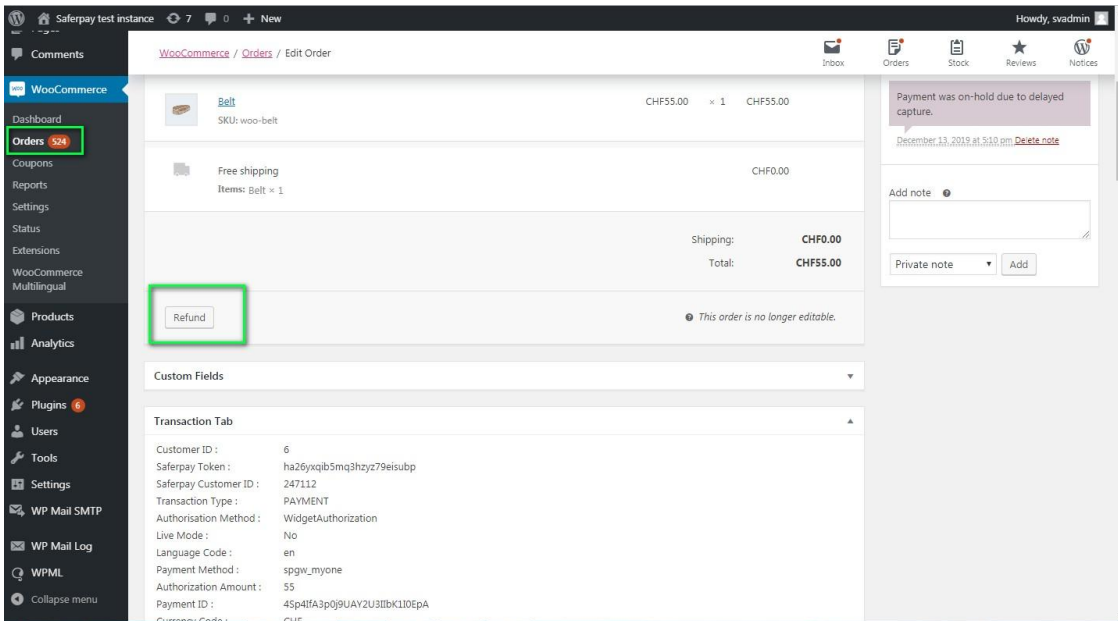 Saferpay test instance 7 0 + New Howdy, svadmin
Comments
WooCommerce
Dashboard
Orders 524
Coupons
Reports
Settings
Status
Extensions
WooCommerce
Multilingual
Products
Analytics
Appearance
Plugins 6
Users
Tools
Settings
WP Mail SMTP
WP Mail Log
WPML
Collapse menu
WooCommerce / Orders / Edit Order
Inbox Orders Stock Reviews Notices
Belt CHF55.00 × 1 CHF55.00
SKU: woo-belt
Free shipping CHF0.00
Items: Belt × 1
Shipping: CHF0.00
Total: CHF55.00
Refund This order is no longer editable.
Custom Fields
Transaction Tab
Customer ID : 6
Saferpay Token : ha26yxqib5mq3hzyz79eisubp
Saferpay Customer ID : 247112
Transaction Type : PAYMENT
Authorisation Method : WidgetAuthorization
Live Mode : No
Language Code : en
Payment Method : spgw_myone
Authorization Amount : 55
Payment ID : 4Sp4IfA3p0j9UAY2U3IIbK1I0EpA
Currency Code : CHF
Payment was on-hold due to delayed
capture.
December 13, 2019 at 5:10 pm Delete note
Add note
Private note Add